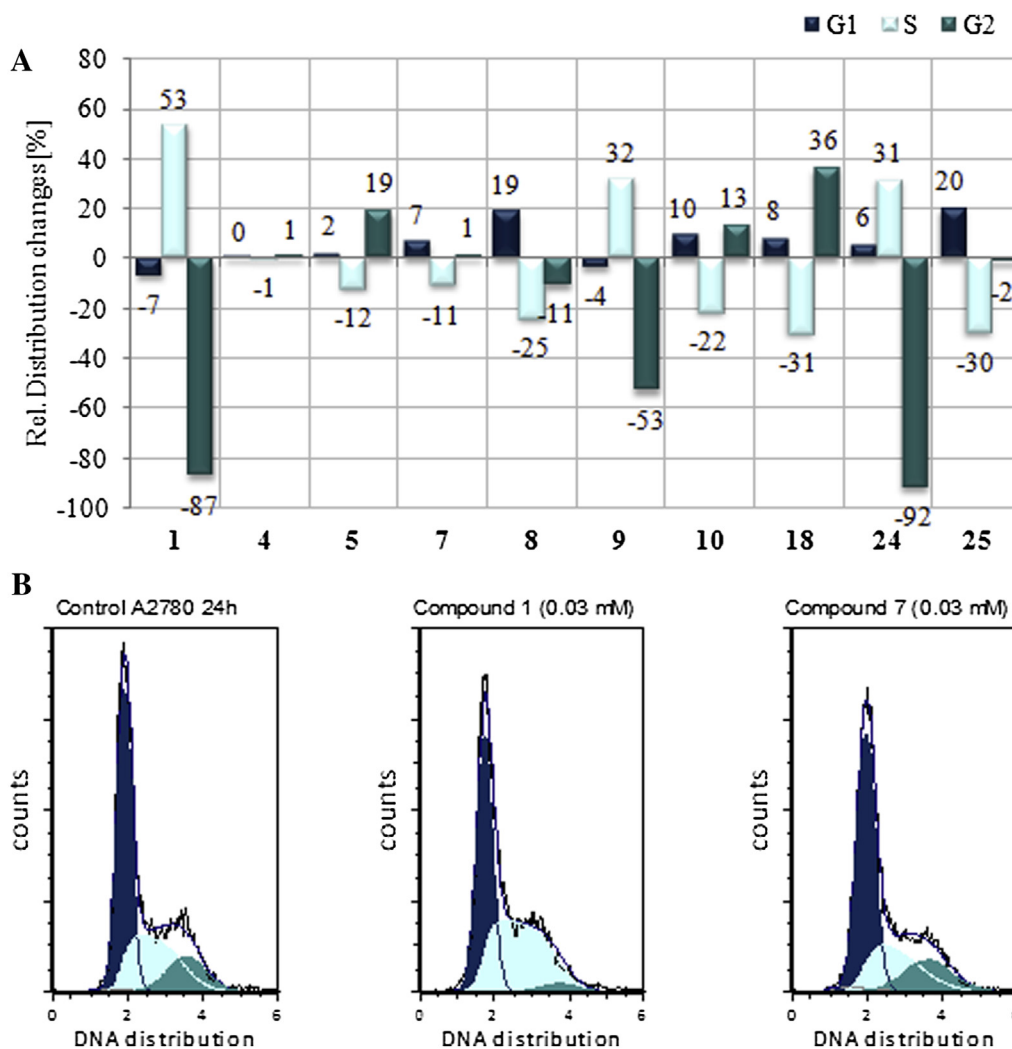 G1 S G2
A
Rel. Distribution changes [%]
80
60
40
20
0
-20
-40
-60
-80
-100
53
-7
-87
0
-1
1
2
-12
19
7
-11
1
19
-25
-11
-4
32
-53
10
-22
13
8
-31
36
6
31
-92
20
-30
-2
1 4 5 7 8 9 10 18 24 25
B
Control A2780 24h
Compound 1 (0.03 mM)
Compound 7 (0.03 mM)
counts
counts
counts
0 2 4 6
0 2 4 6
0 2 4
DNA distribution
DNA distribution
DNA distribution